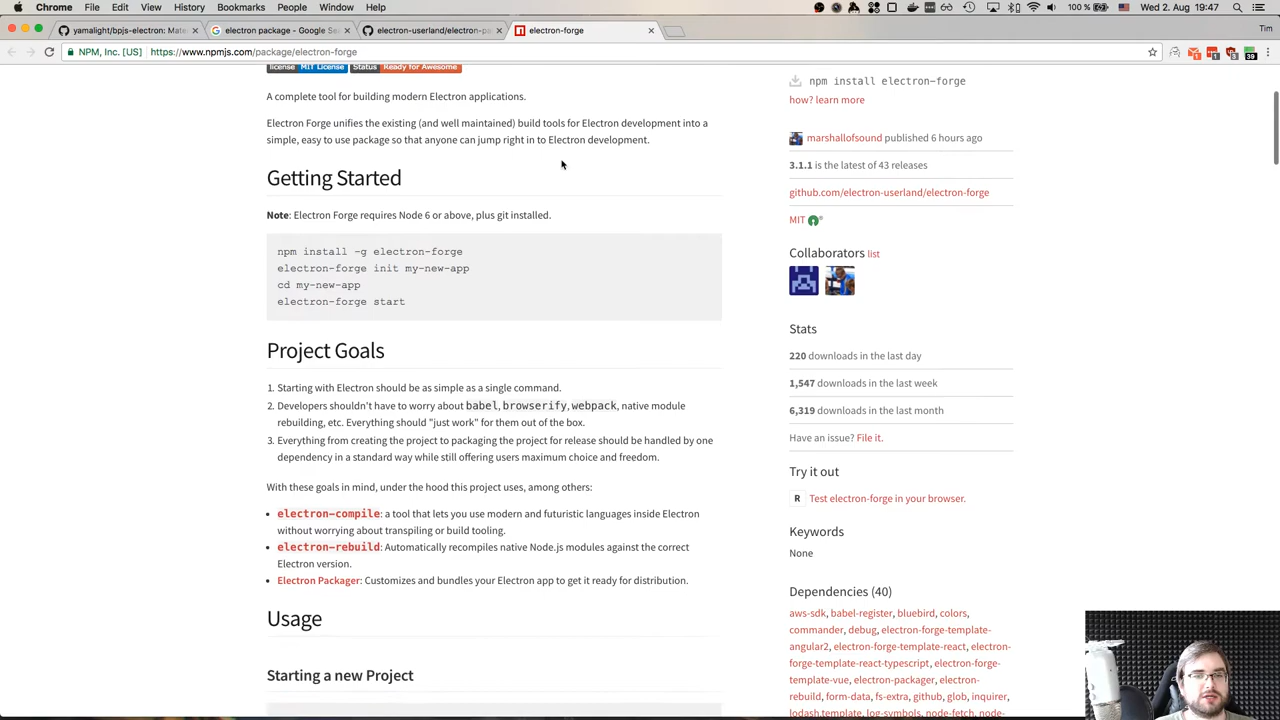 Chrome File Edit View History Bookmarks People Window Help 100 % Wed 2. Aug 19:47
yamalight/bpjs-electron: Mate
electron package - Google Sea
electron-userland/electron-pa
electron-forge
Tim
NPM, Inc. [US] https://www.npmjs.com/package/electron-forge
1 1 3 39
license MIT License Status Ready for Awesome
A complete tool for building modern Electron applications.
Electron Forge unifies the existing (and well maintained) build tools for Electron development into a
simple, easy to use package so that anyone can jump right in to Electron development.
Getting Started
Note: Electron Forge requires Node 6 or above, plus git installed.
npm install -g electron-forge
electron-forge init my-new-app
cd my-new-app
electron-forge start
Project Goals
1. Starting with Electron should be as simple as a single command.
2. Developers shouldn't have to worry about babel, browserify, webpack, native module
rebuilding, etc. Everything should "just work" for them out of the box.
3. Everything from creating the project to packaging the project for release should be handled by one
dependency in a standard way while still offering users maximum choice and freedom.
With these goals in mind, under the hood this project uses, among others:
• electron-compile: a tool that lets you use modern and futuristic languages inside Electron
without worrying about transpiling or build tooling.
• electron-rebuild: Automatically recompiles native Node.js modules against the correct
Electron version.
• Electron Packager: Customizes and bundles your Electron app to get it ready for distribution.
Usage
Starting a new Project
npm install electron-forge
how? learn more
marshallofsound published 6 hours ago
3.1.1 is the latest of 43 releases
github.com/electron-userland/electron-forge
MIT
Collaborators list
Stats
220 downloads in the last day
1,547 downloads in the last week
6,319 downloads in the last month
Have an issue? File it.
Try it out
R Test electron-forge in your browser.
Keywords
None
Dependencies (40)
aws-sdk, babel-register, bluebird, colors,
commander, debug, electron-forge-template-
angular2, electron-forge-template-react, electron-
forge-template-react-typescript, electron-forge-
template-vue, electron-packager, electron-
rebuild, form-data, fs-extra, github, glob, inquirer,
lodash.template, log-symbols, node-fetch, node-